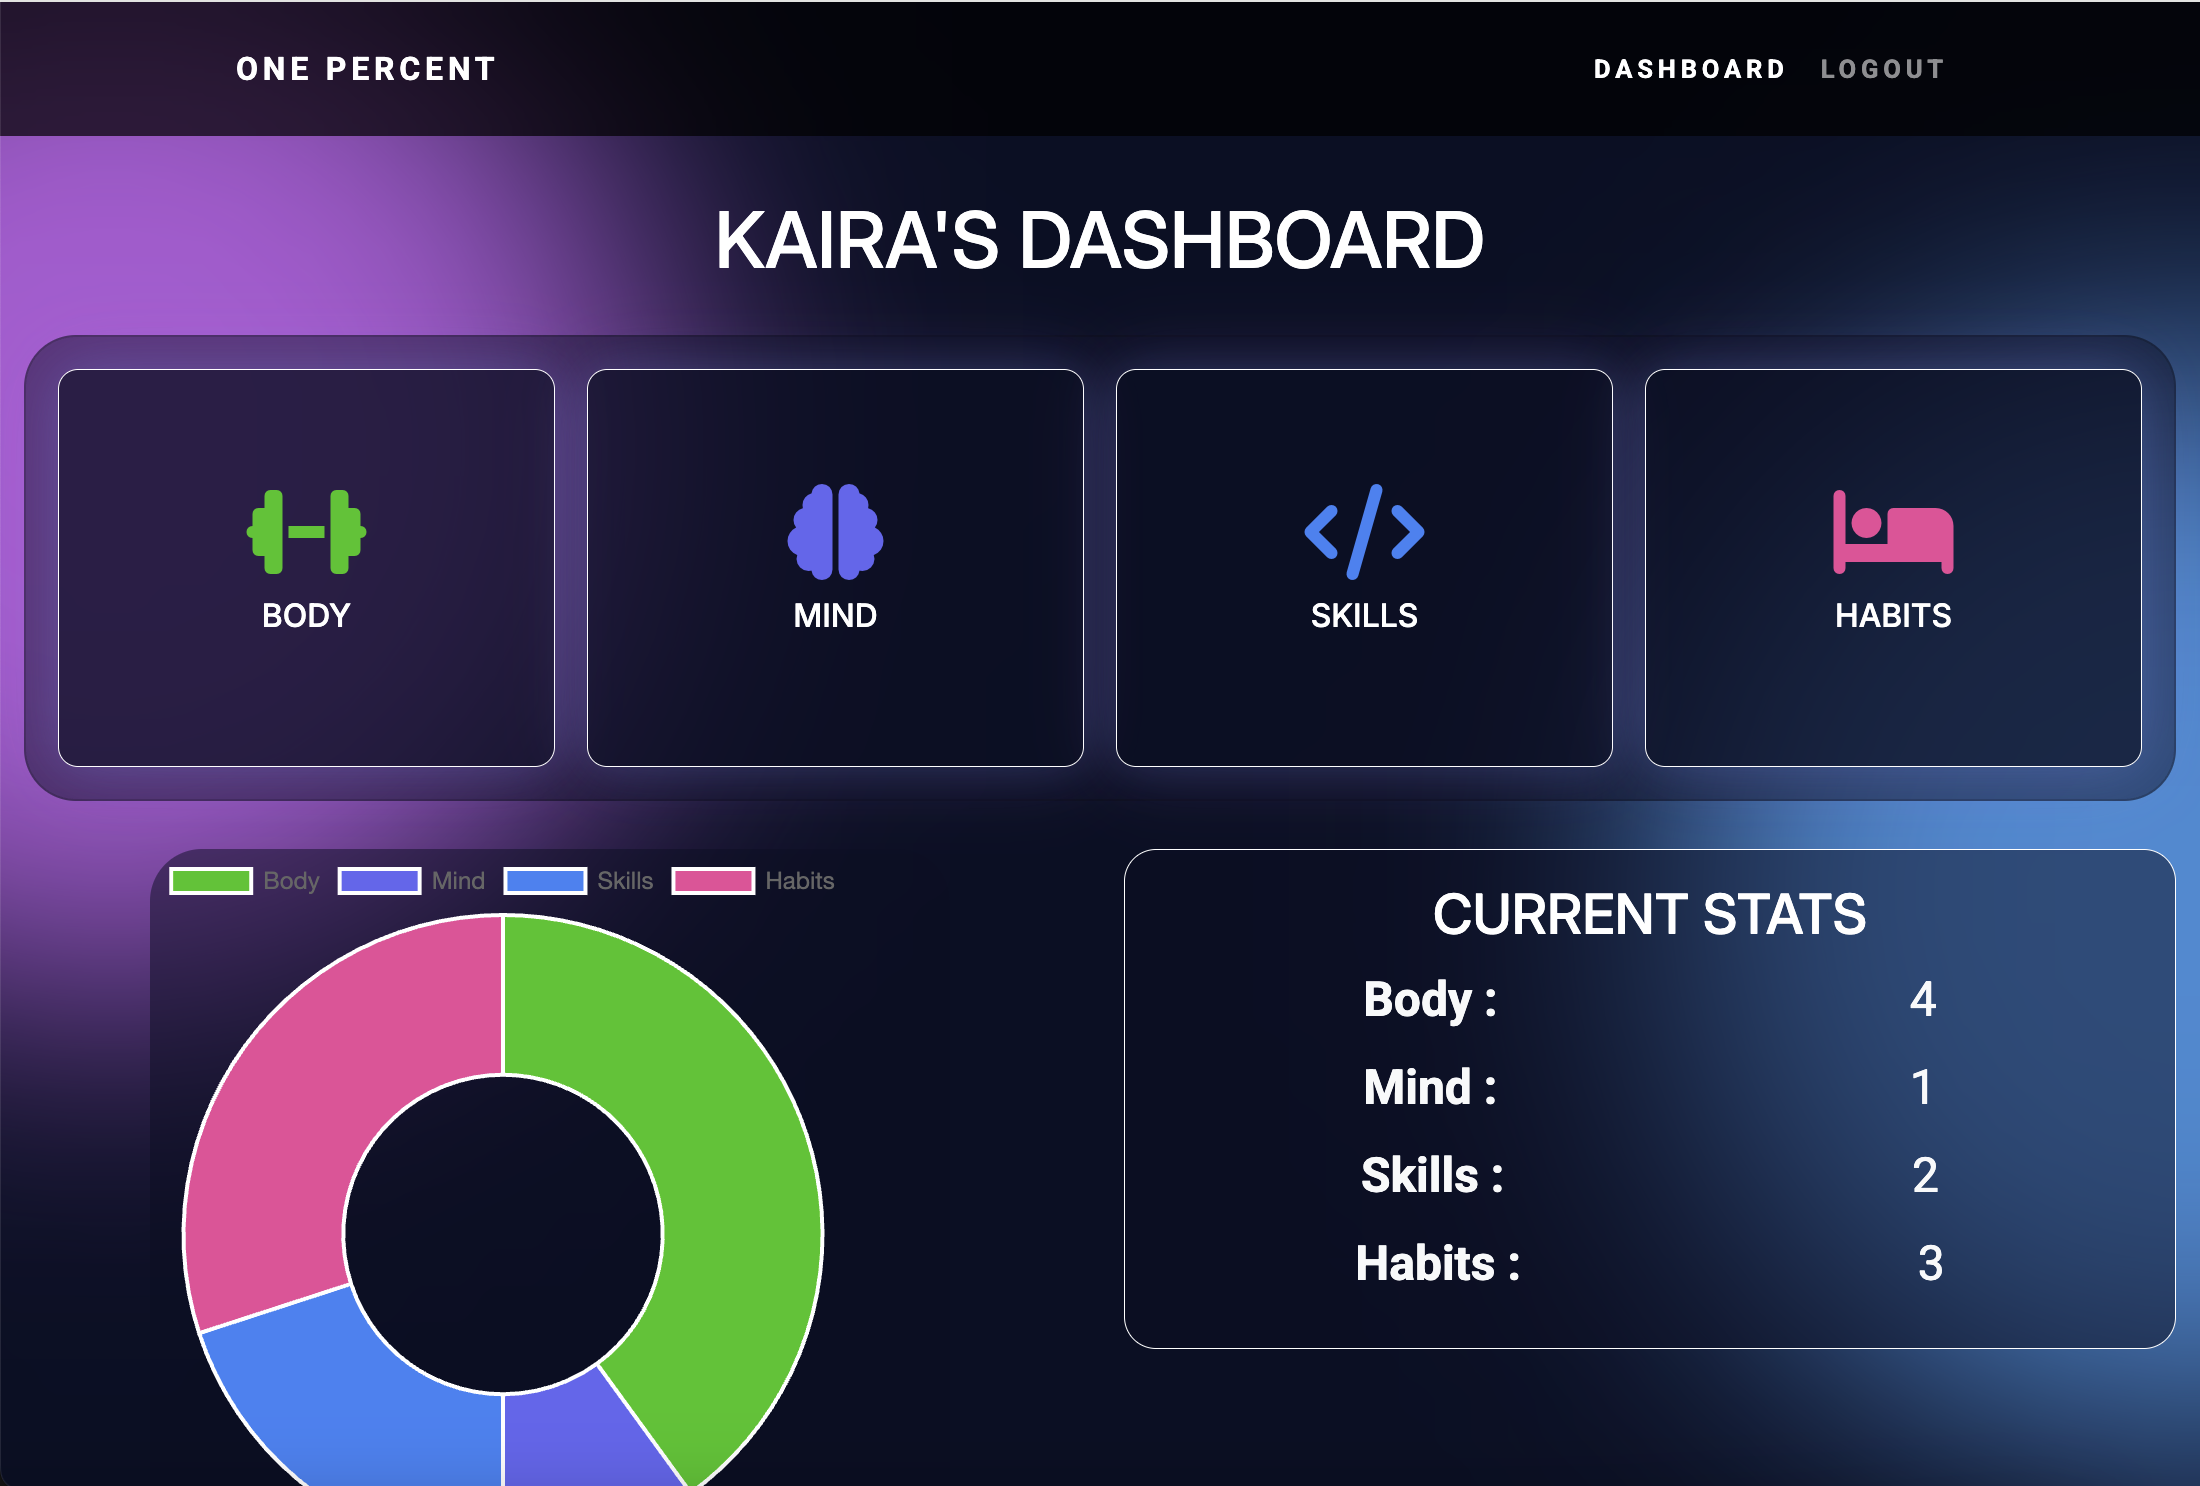 ONE PERCENT DASHBOARD LOGOUT
KAIRA'S DASHBOARD
BODY MIND SKILLS HABITS
Body Mind Skills Habits
CURRENT STATS
Body : 4
Mind : 1
Skills : 2
Habits : 3